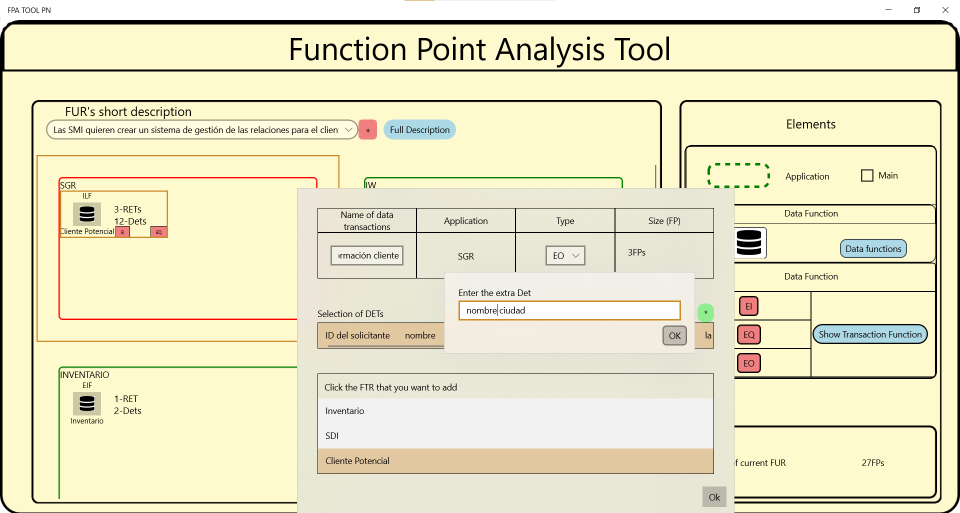 FPA TOOL PN
Function Point Analysis Tool
FUR's short description
Las SMI quieren crear un sistema de gestión de las relaciones para el clien
+
Full Description
SGR
ILF
3-RETs
12-Dets
Cliente Potencial
EQ
IW
INVENTARIO
EIF
1-RET
2-Dets
Inventario
Name of data transactions
Application
Type
Size (FP)
rmación cliente
SGR
EO
3FPs
Selection of DETs
ID del solicitante
nombre
la
Enter the extra Det
nombre ciudad
OK
Click the FTR that you want to add
Inventario
SDI
Cliente Potencial
Ok
Elements
Application
Main
Data Function
Data functions
Data Function
EI
EQ
EO
Show Transaction Function
of current FUR
27FPs